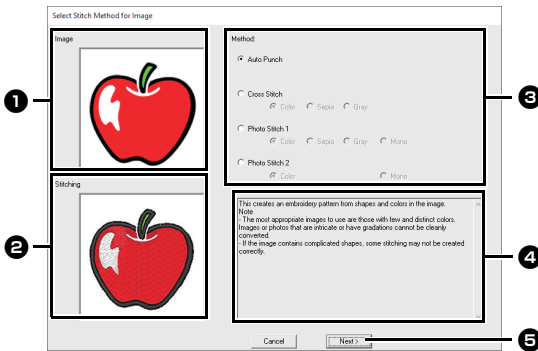 Select Stitch Method for Image
Image
Method:
Auto Punch
Cross Stitch
Color Sepia Gray
Photo Stitch 1
Color Sepia Gray Mono
Photo Stitch 2
Color Mono
Stitching
This creates an embroidery pattern from shapes and colors in the image.
Note
- The most appropriate images to use are those with few and distinct colors.
Images or photos that are intricate or have gradations cannot be cleanly
converted.
- If the image contains complicated shapes, some stitching may not be created
correctly.
Cancel Next >
1
2
3
4
5